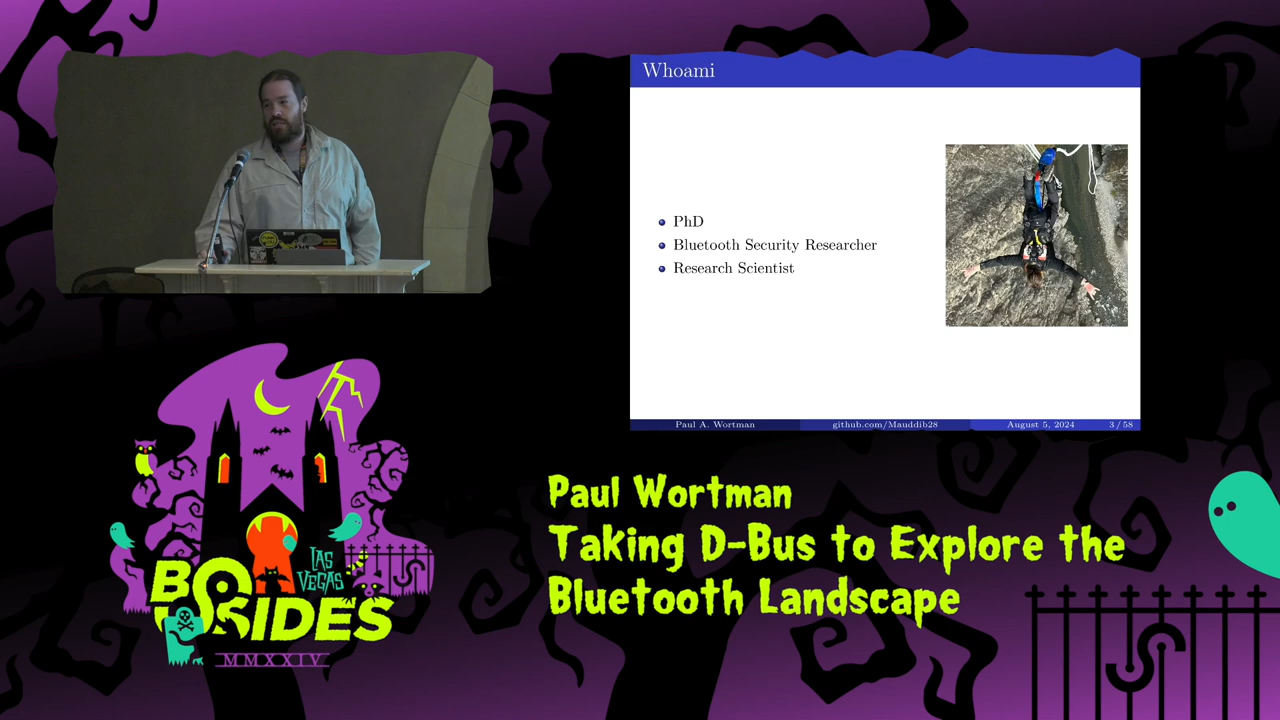 Whoami
PhD
Bluetooth Security Researcher
Research Scientist
Paul A. Wortman
github.com/Mauddib28
August 5, 2024
3 / 58
LAS
VEGAS
BSIDES
MMXXIV
Paul Wortman
Taking D-Bus to Explore the
Bluetooth Landscape